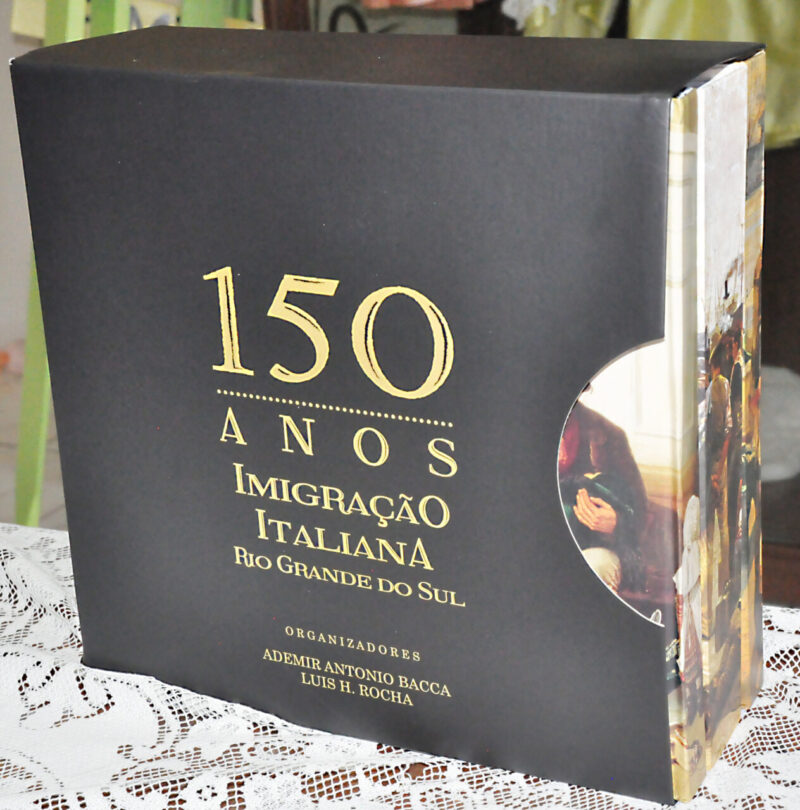 150
ANOS
IMIGRAÇÃO
ITALIANA
RIO GRANDE DO SUL
ORGANIZADORES
ADEMIR ANTONIO BACCA
LUIS H. ROCHA